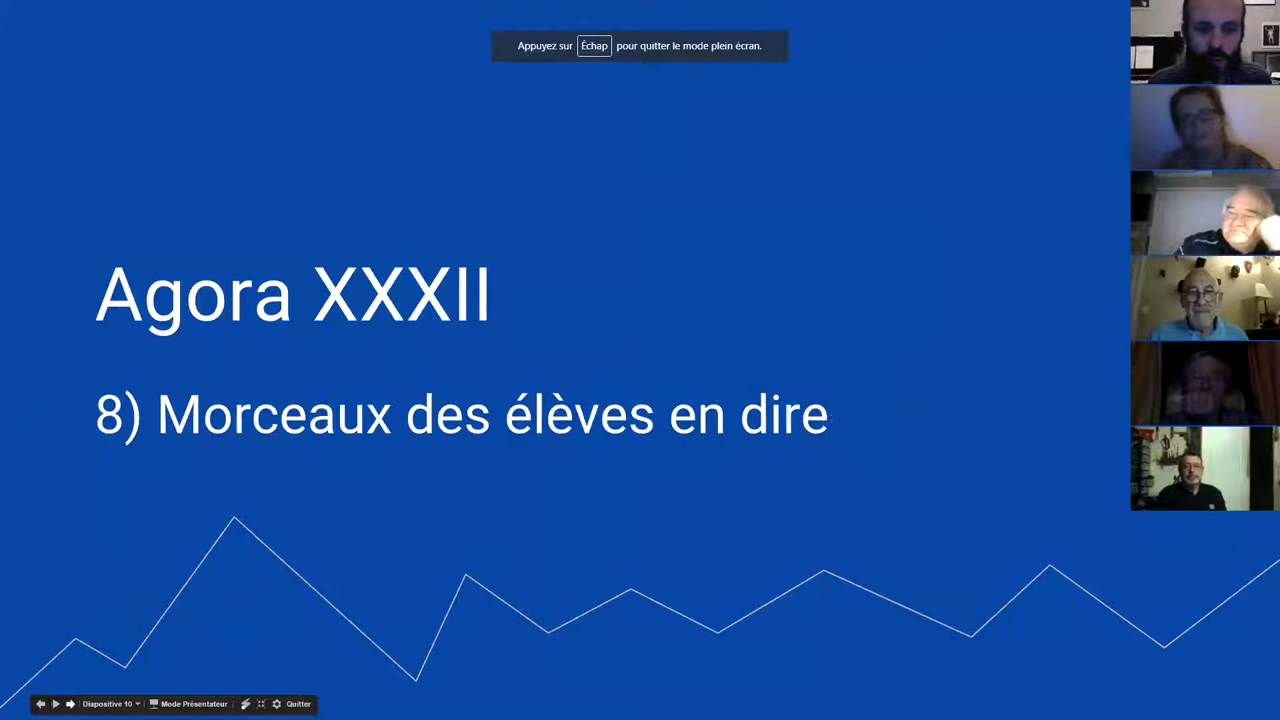 Appuyez sur Échap pour quitter le mode plein écran.
Agora XXXII
8) Morceaux des élèves en dire
Diapositive 10 Mode Présentateur Quitter